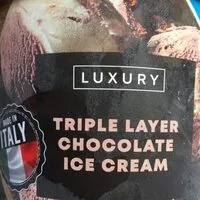 LUXURY
MADE IN
ITALY
TRIPLE LAYER
CHOCOLATE
ICE CREAM